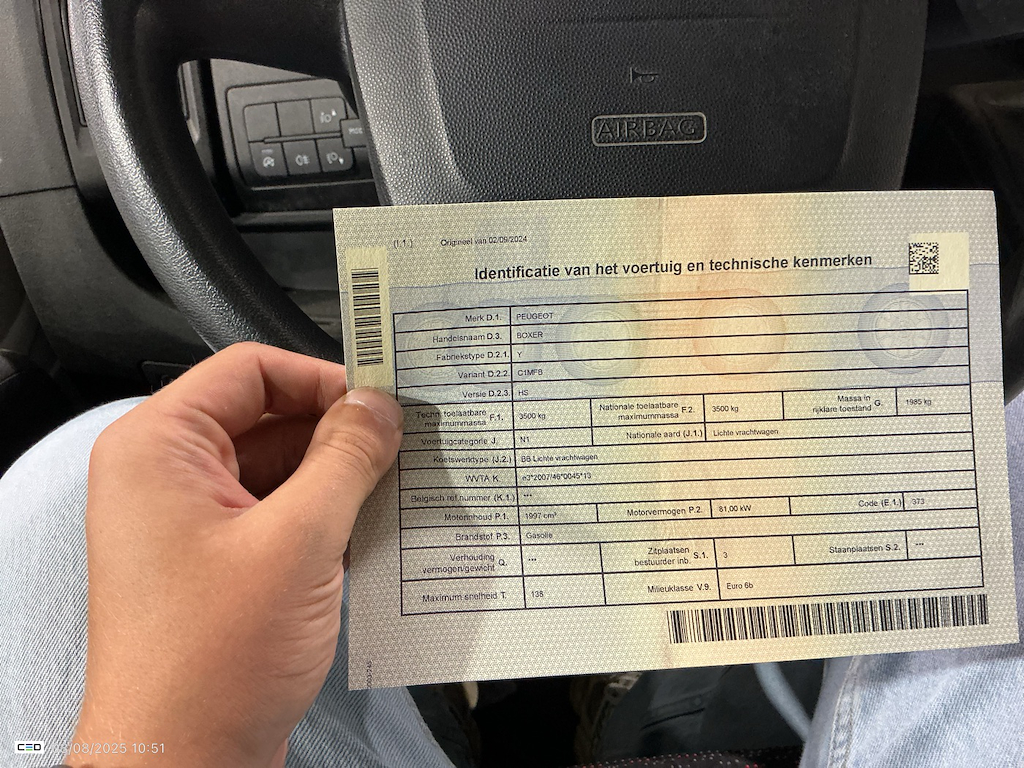 AIRBAG
(I.1.) Origineel van 02/09/2024
Identificatie van het voertuig en technische kenmerken
Merk D.1. PEUGEOT
Handelsnaam D.3. BOXER
Fabriekstype D.2.1. Y
Variant D.2.2. C1MFB
Versie D.2.3. HS
Techn. toelaatbare maximummassa F.1. 3500 kg Nationale toelaatbare maximummassa F.2. 3500 kg Massa in rijklare toestand G. 1985 kg
Voertuigcategorie J. N1 Nationale aard (J.1.) Lichte vrachtwagen
Koetswerktype (J.2.) BB Lichte vrachtwagen
WVTA K. e3*2007/46*0045*13
Belgisch ref.nummer (K.1.) ***
Motorinhoud P.1. 1997 cm³ Motorvermogen P.2. 81,00 kW Code (E.1.) 373
Brandstof P.3. Gasolie
Verhouding vermogen/gewicht Q. *** Zitplaatsen bestuurder inb. S.1. 3 Staanplaatsen S.2. ***
Maximum snelheid T. 138 Milieuklasse V.9. Euro 6b
CEO /08/2025 10:51